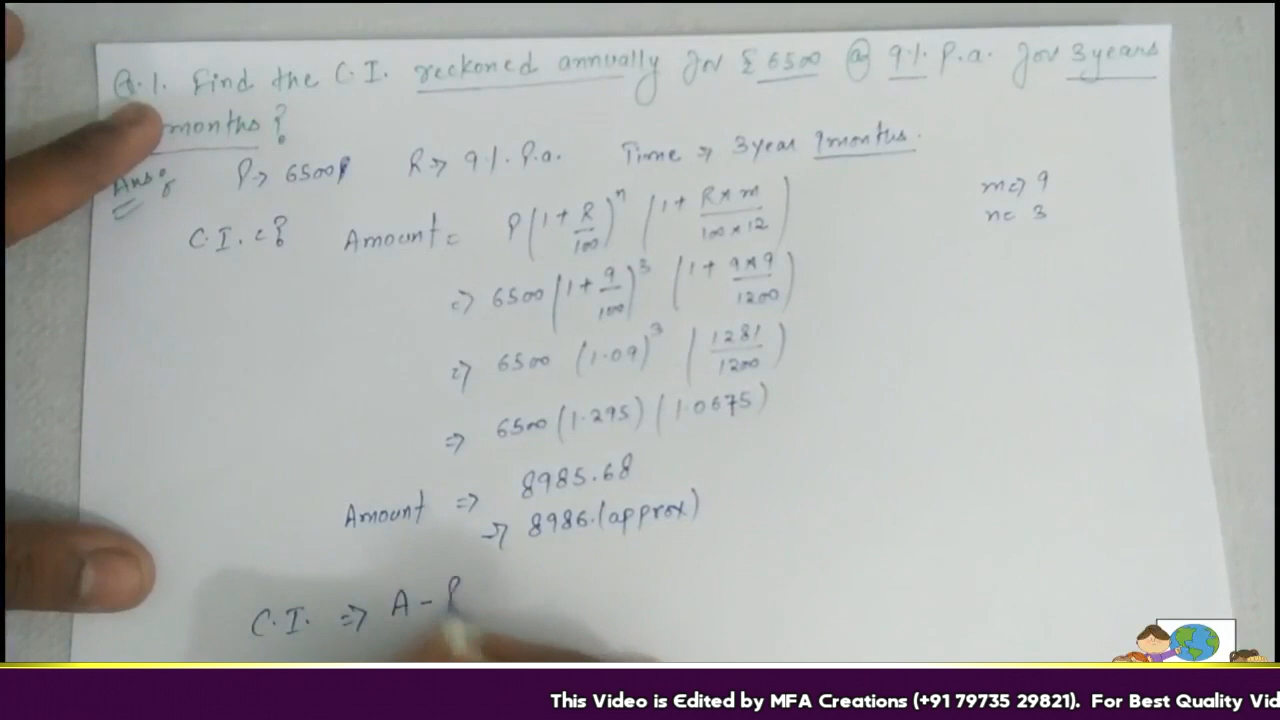 Q.1. Find the C.I. reckoned annually for ₹ 6500 @ 9% P.a. for 3 years
months?
Ans: P→ 6500 R→ 9% P.a. Time → 3 year 9 months.
m→ 9
n= 3
C.I. = ? Amount = P(1 + R/100)^n (1 + R×m/100×12)
=> 6500 (1 + 9/100)^3 (1 + 9×9/1200)
=> 6500 (1.09)^3 (1281/1200)
=> 6500 (1.295) (1.0675)
Amount => 8985.68
=> 8986.(approx)
C.I. => A - P
This Video is Edited by MFA Creations (+91 79735 29821). For Best Quality Vid